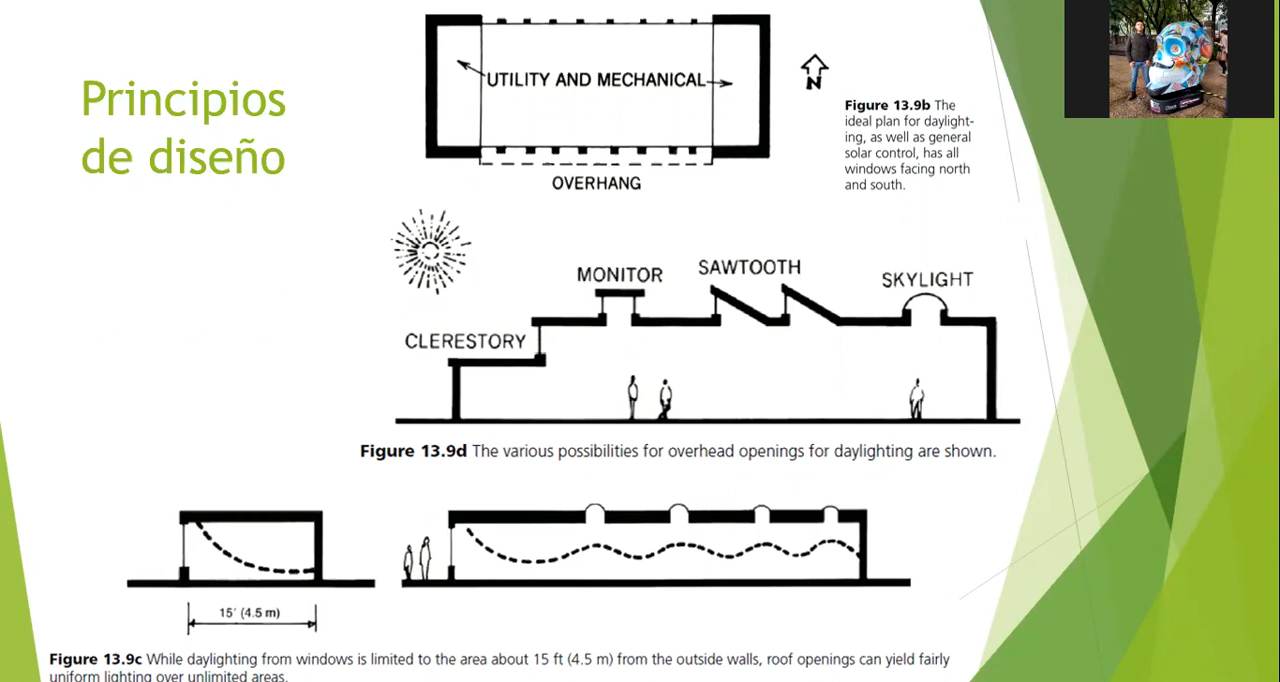 Principios
de diseño
UTILITY AND MECHANICAL
N
OVERHANG
Figure 13.9b The
ideal plan for daylight-
ing, as well as general
solar control, has all
windows facing north
and south.
MONITOR
SAWTOOTH
SKYLIGHT
CLERESTORY
Figure 13.9d The various possibilities for overhead openings for daylighting are shown.
15' (4.5 m)
Figure 13.9c While daylighting from windows is limited to the area about 15 ft (4.5 m) from the outside walls, roof openings can yield fairly
uniform lighting over unlimited areas.